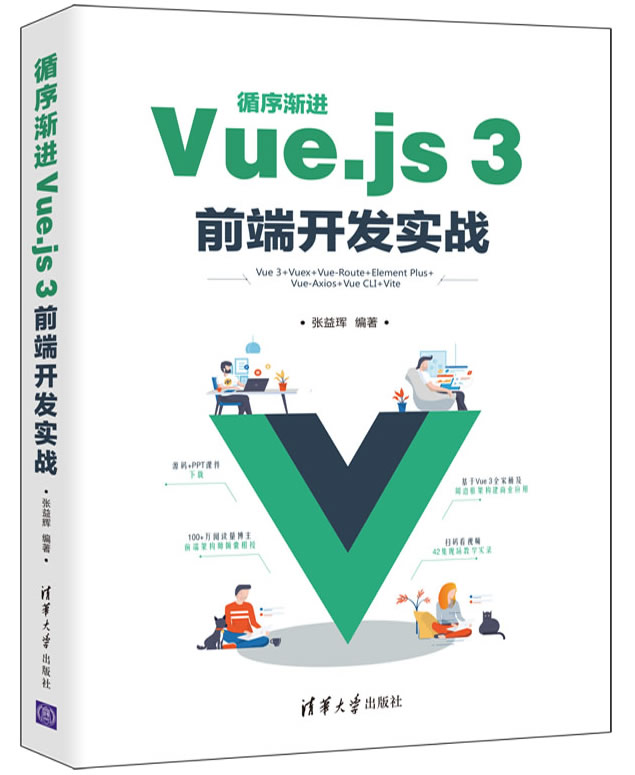 循序渐进Vue.js 3前端开发实战
•张益珲 编著•
清华大学出版社
循序渐进
Vue.js 3
前端开发实战
Vue 3+Vuex+Vue-Route+Element Plus+
Vue-Axios+Vue CLI+Vite
• 张益珲 编著 •
源码+PPT课件
下载
基于Vue 3全家桶及
周边框架构建商业应用
100+万阅读量博主
前端架构师倾囊相授
扫码看视频
42集现场教学实录
清华大学出版社